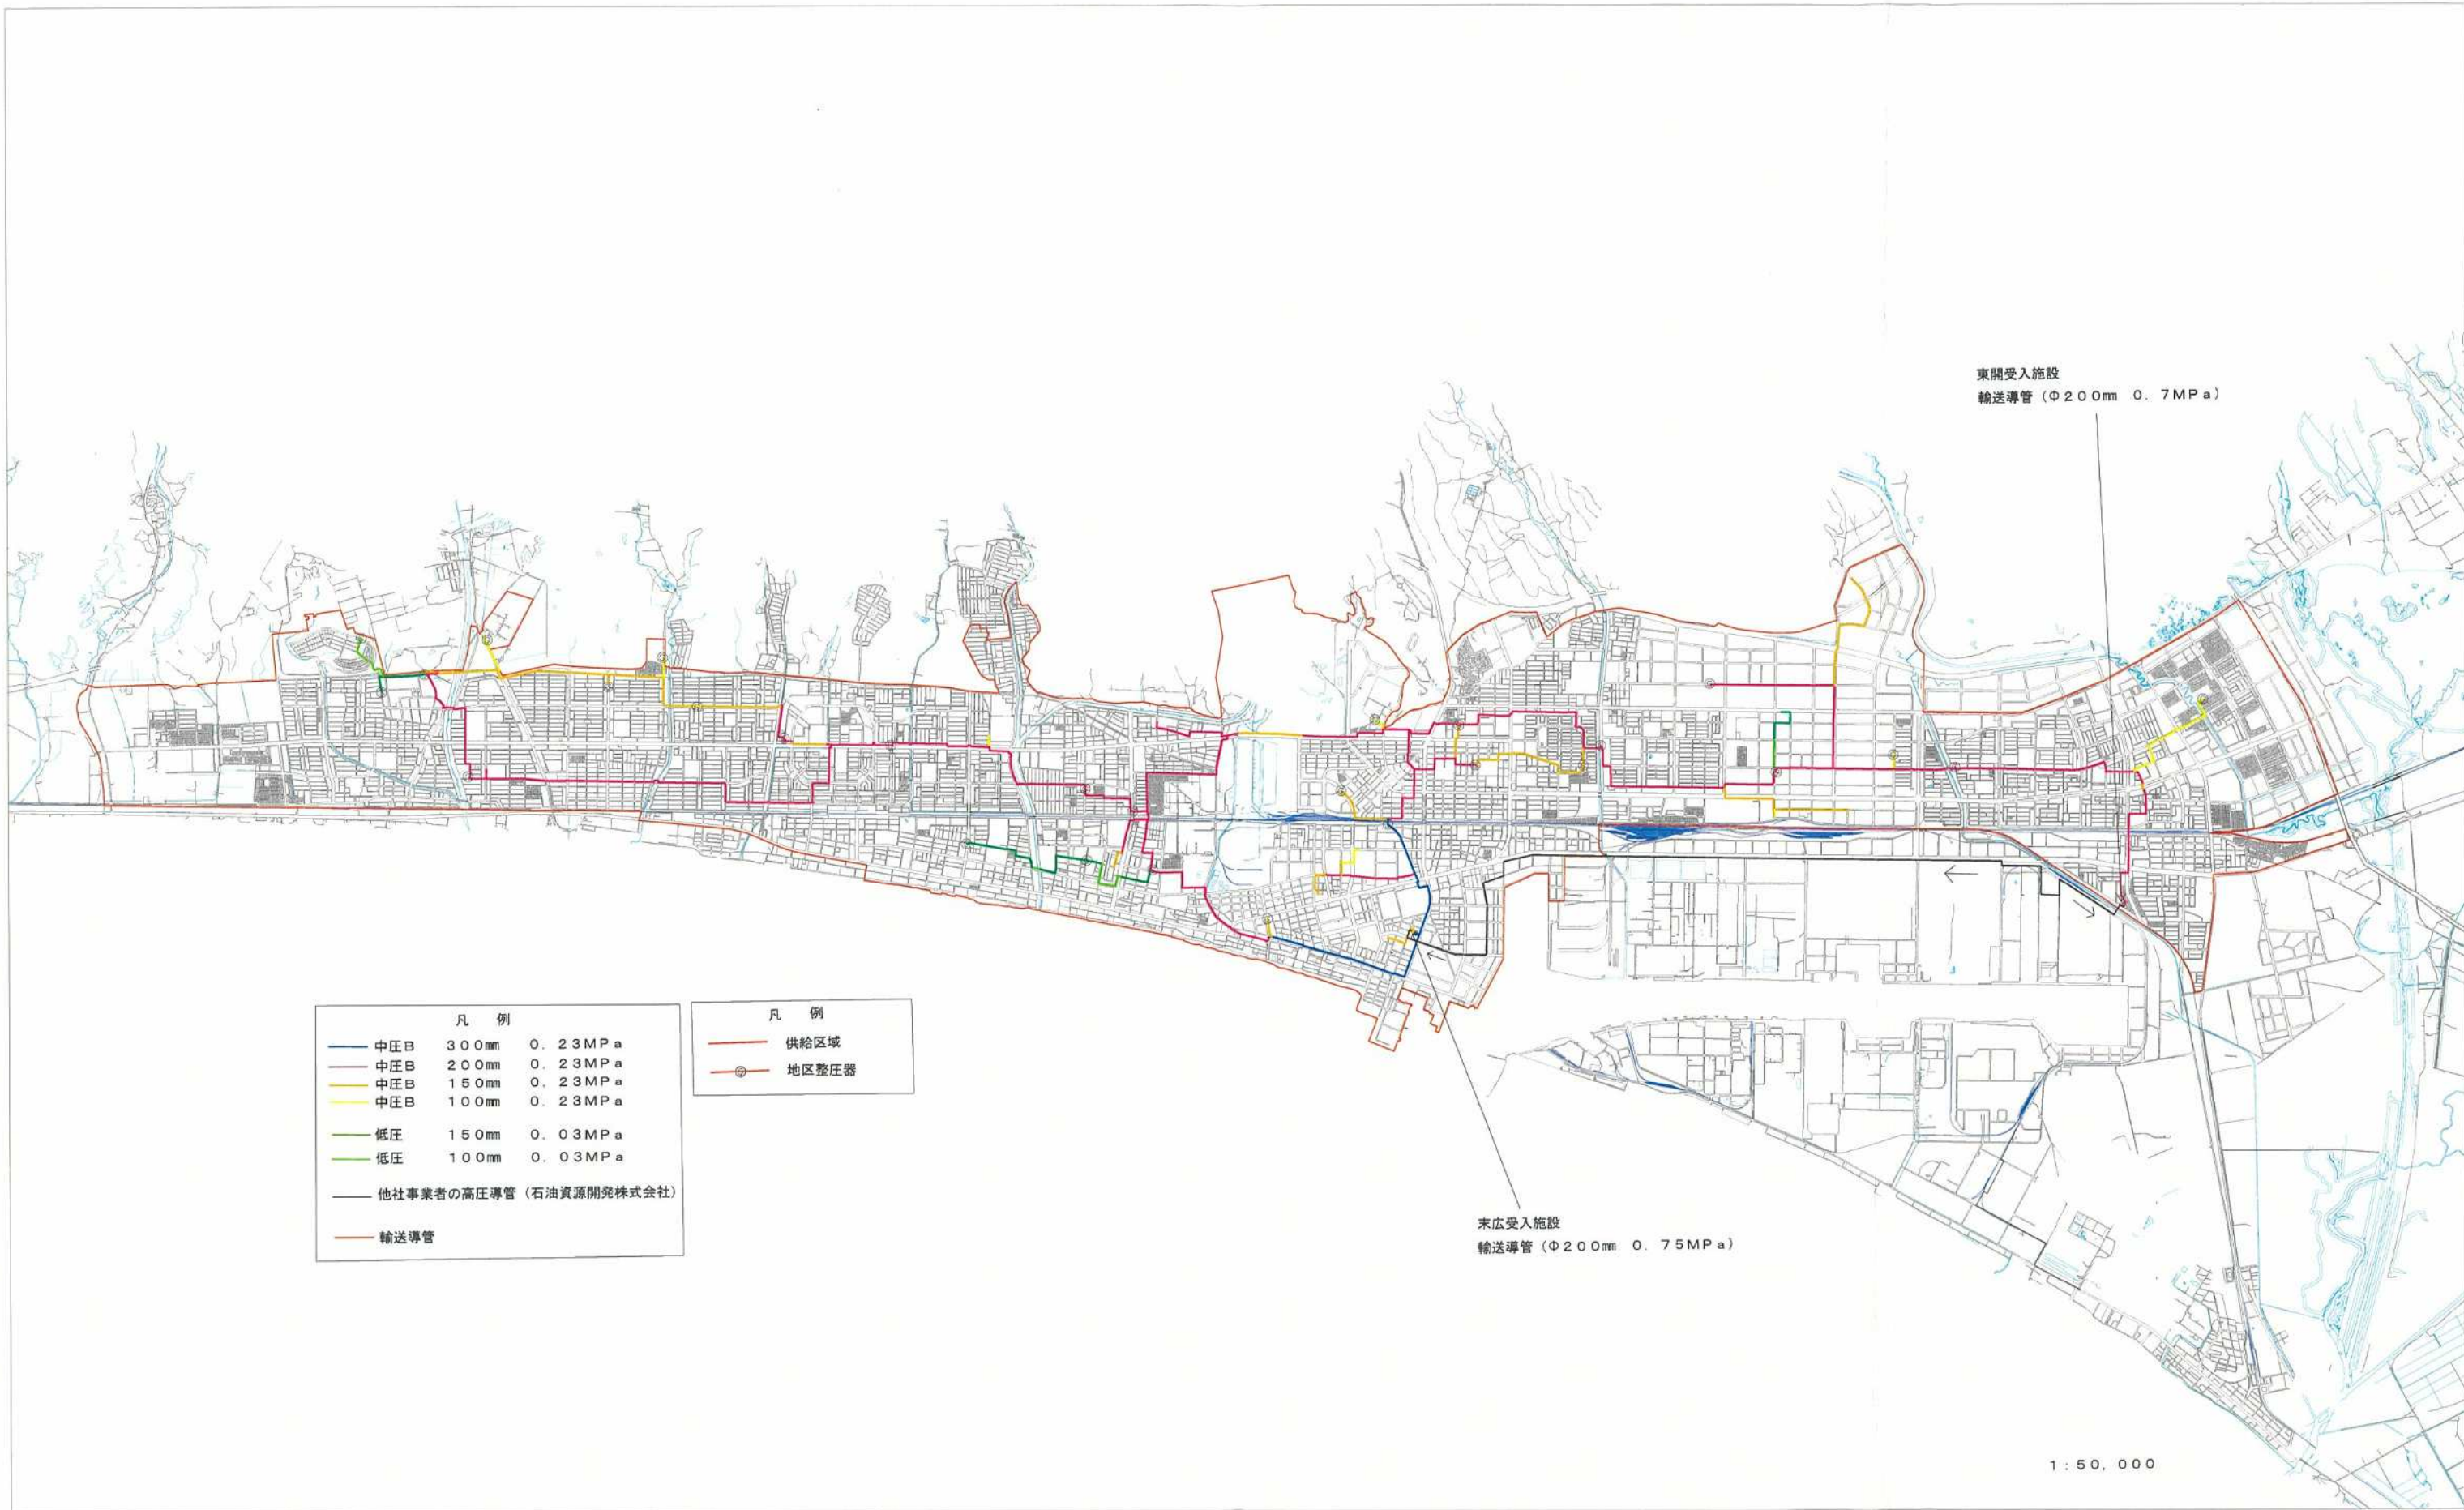 東開受入施設
輸送導管(Φ200㎜ 0.7MPa)
凡 例
中圧B 300㎜ 0.23MPa
中圧B 200㎜ 0.23MPa
中圧B 150㎜ 0.23MPa
中圧B 100㎜ 0.23MPa
低圧 150㎜ 0.03MPa
低圧 100㎜ 0.03MPa
他社事業者の高圧導管(石油資源開発株式会社)
輸送導管
凡 例
供給区域
地区整圧器
末広受入施設
輸送導管(Φ200㎜ 0.75MPa)
1:50,000